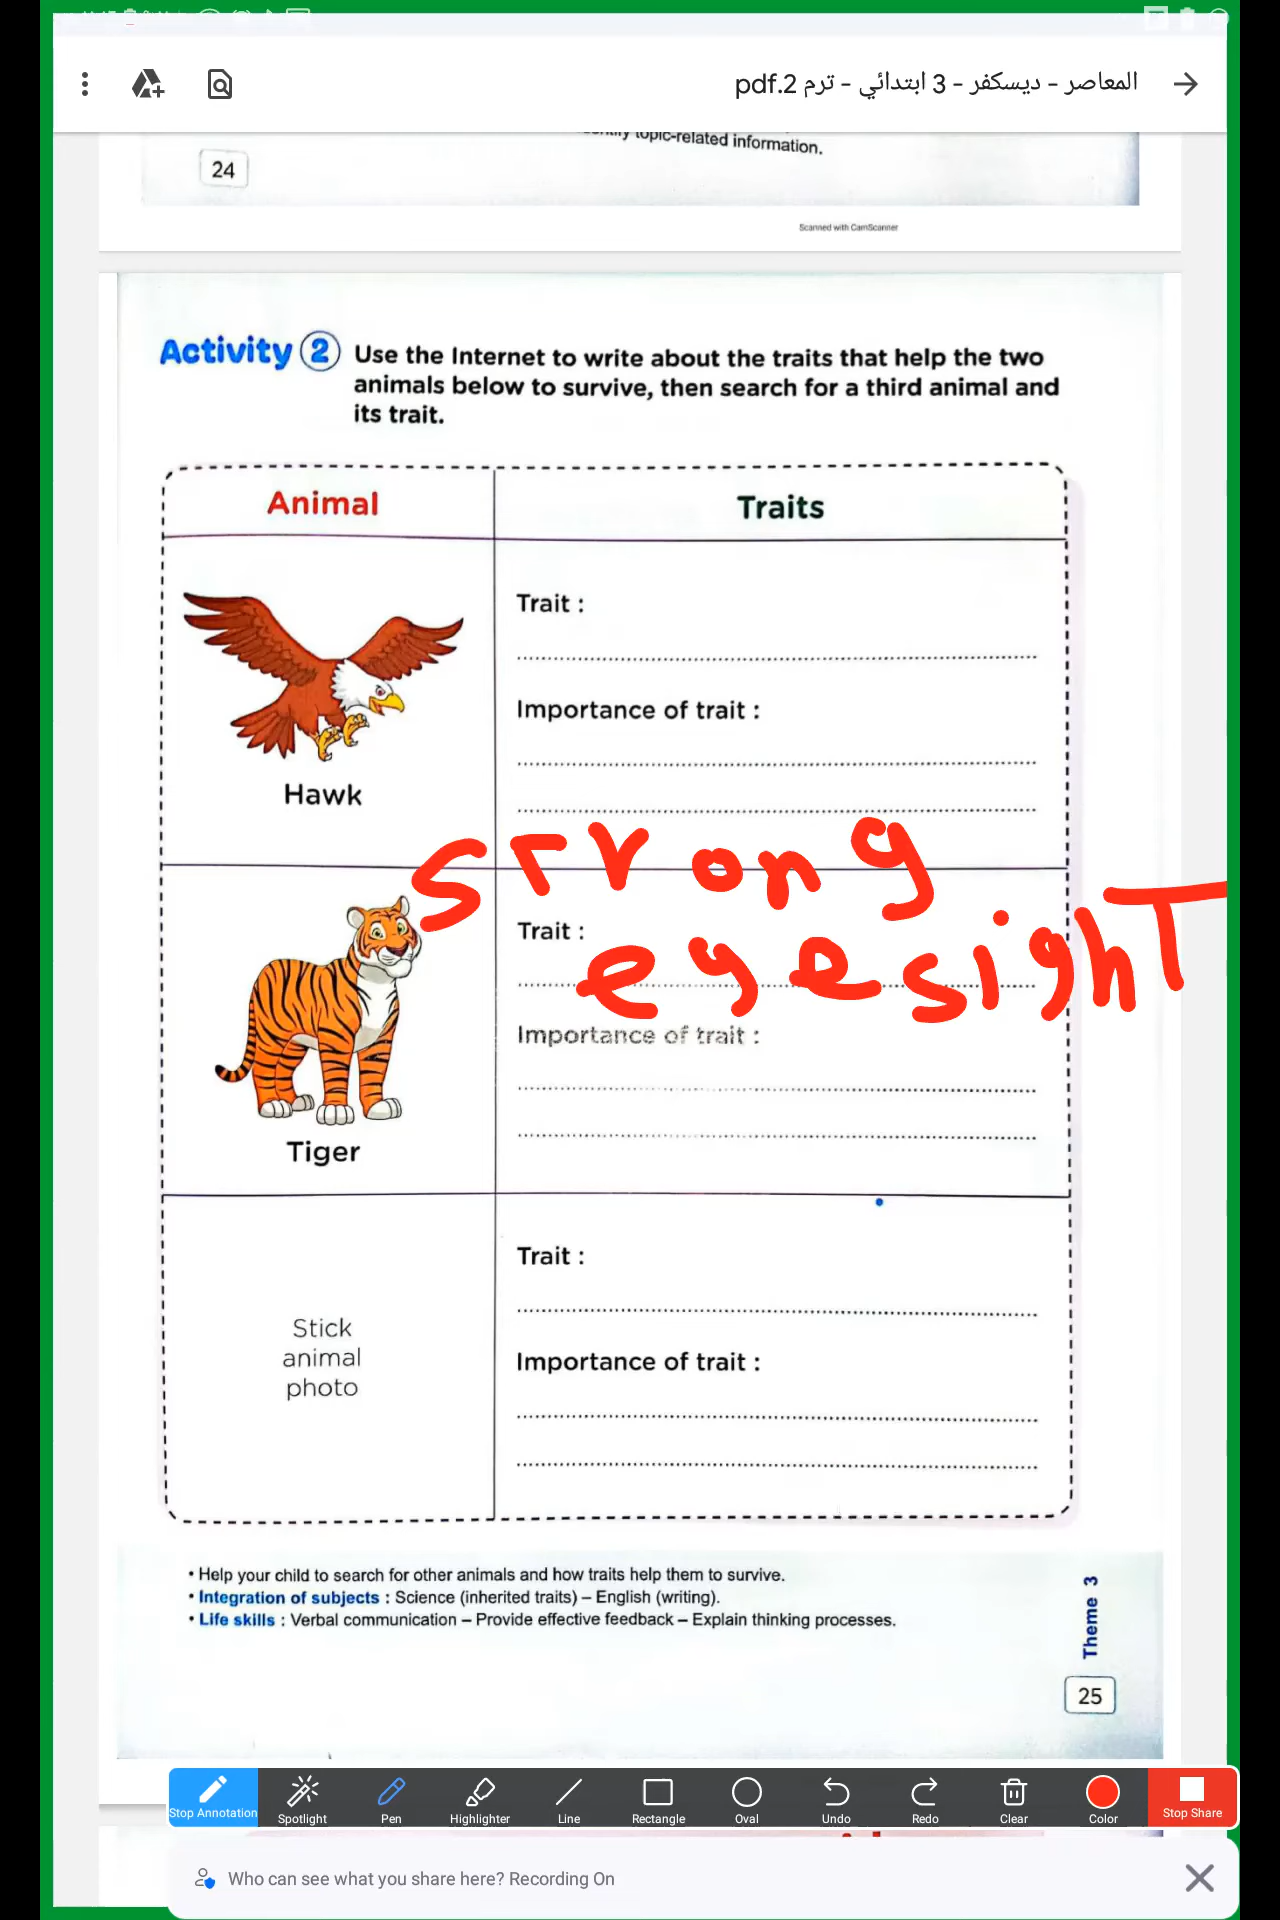 المعاصر - ديسكفر - 3 ابتدائي - ترم 2.pdf
topic-related information.
24
Scanned with CamScanner
Activity 2 Use the Internet to write about the traits that help the two
animals below to survive, then search for a third animal and
its trait.
Animal Traits
Trait :
Importance of trait :
Hawk
strong
Trait :
eyesight
Importance of trait :
Tiger
Trait :
Stick
animal
photo
Importance of trait :
• Help your child to search for other animals and how traits help them to survive.
• Integration of subjects : Science (inherited traits) – English (writing).
• Life skills : Verbal communication – Provide effective feedback – Explain thinking processes.
Theme 3
25
Stop Annotation Spotlight Pen Highlighter Line Rectangle Oval Undo Redo Clear Color Stop Share
Who can see what you share here? Recording On